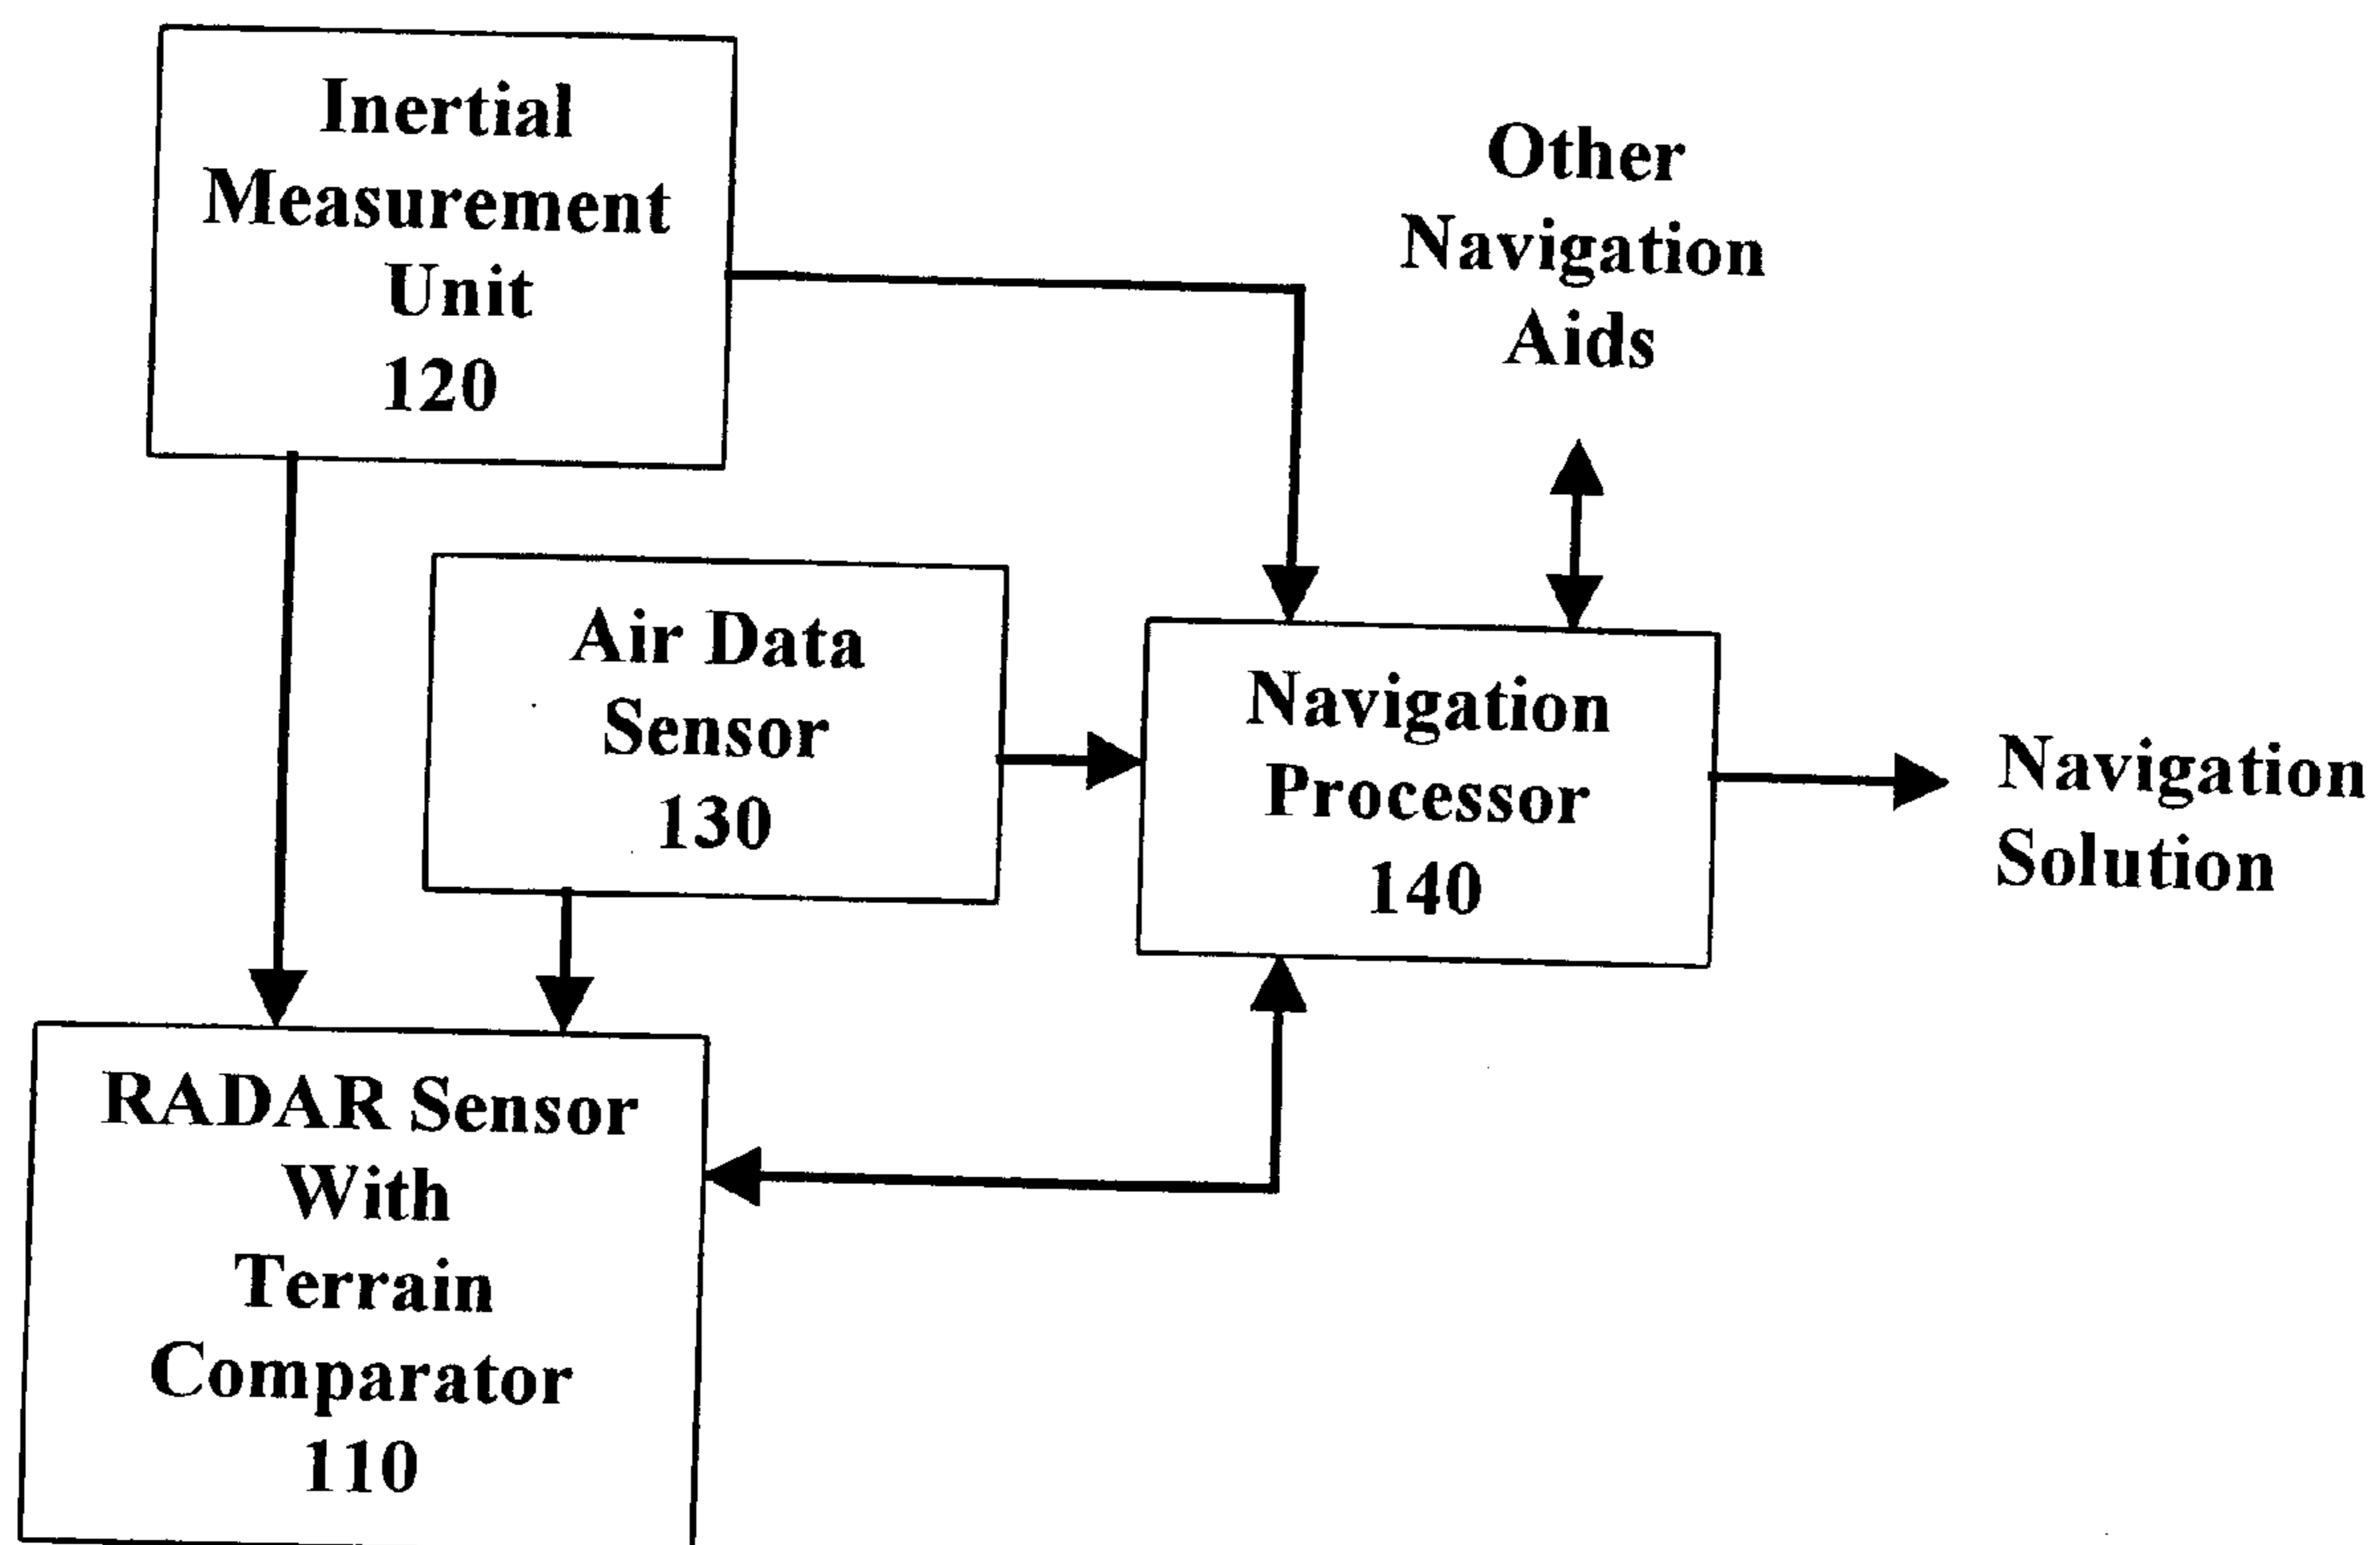 Inertial
Measurement
Unit
120
Other
Navigation
Aids
Air Data
Sensor
130
Navigation
Processor
140
Navigation
Solution
RADAR Sensor
With
Terrain
Comparator
110